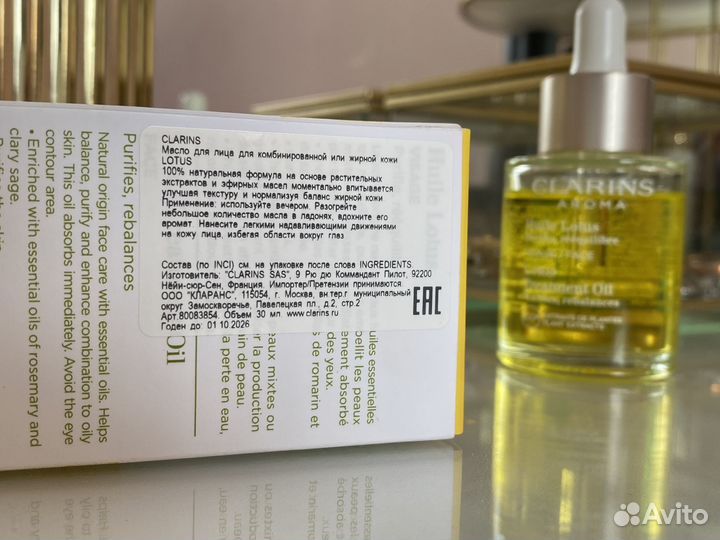 CLARINS
Масло для лица для комбинированной или жирной кожи
LOTUS
100% натуральная формула на основе растительных
экстрактов и эфирных масел моментально впитывается
улучшая текстуру и нормализуя баланс жирной кожи
Применение: используйте вечером. Разогрейте
небольшое количество масла в ладонях, вдохните его
аромат. Нанесите легкими надавливающими движениями
на кожу лица, избегая области вокруг глаз
Состав (по INCI) см на упаковке после слова INGREDIENTS.
Изготовитель: "CLARINS SAS", 9 Рю дю Коммандант Пилот, 92200
Нёйи-сюр-Сен, Франция. Импортер/Претензии принимаются:
ООО "КЛАРАНС", 115054, г. Москва, вн.тер.г муниципальный
округ Замоскворечье, Павелецкая пл., д.2, стр.2
Арт.80083854. Объем 30 мл. www.clarins.ru
Годен до: 01.10.2026
EAC
Purifies, rebalances
Natural origin face care with essential oils. Helps
balance, purify and enhance combination to oily
skin. This oil absorbs immediately. Avoid the eye
contour area.
• Enriched with essential oils of rosemary and
clary sage.
Oil
uiles essentielles
bellit les peaux
ement absorbé
des yeux.
de romarin et
eaux mixtes ou
r la production
in de peau.
a perte en eau,
CLARINS
AROMA
Huile Lotus
Treatment Oil
Avito